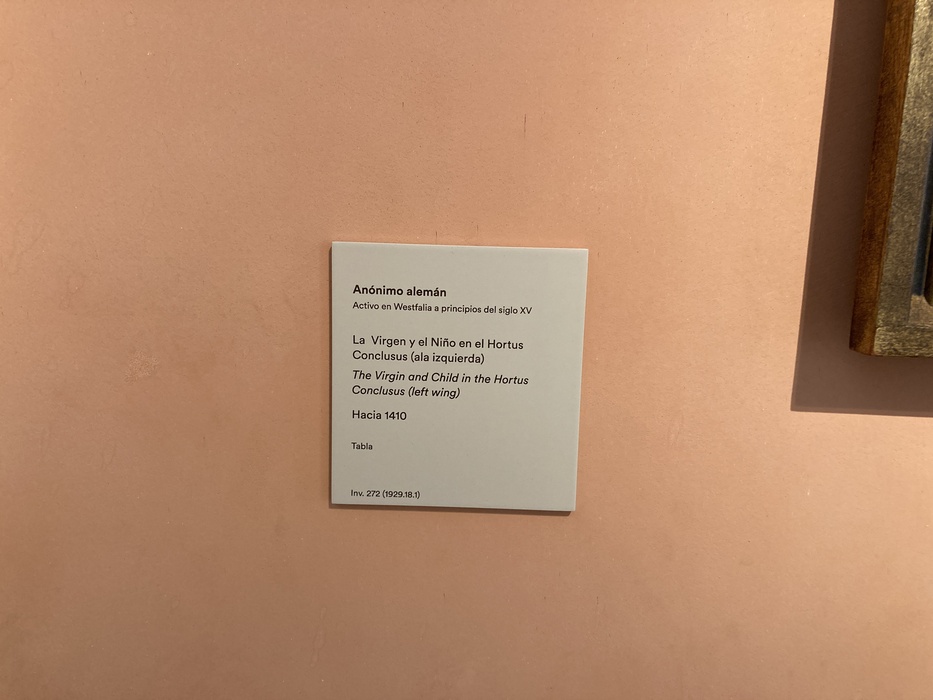 Anónimo alemán
Activo en Westfalia a principios del siglo XV
La Virgen y el Niño en el Hortus
Conclusus (ala izquierda)
The Virgin and Child in the Hortus
Conclusus (left wing)
Hacia 1410
Tabla
Inv. 272 (1929.18.1)